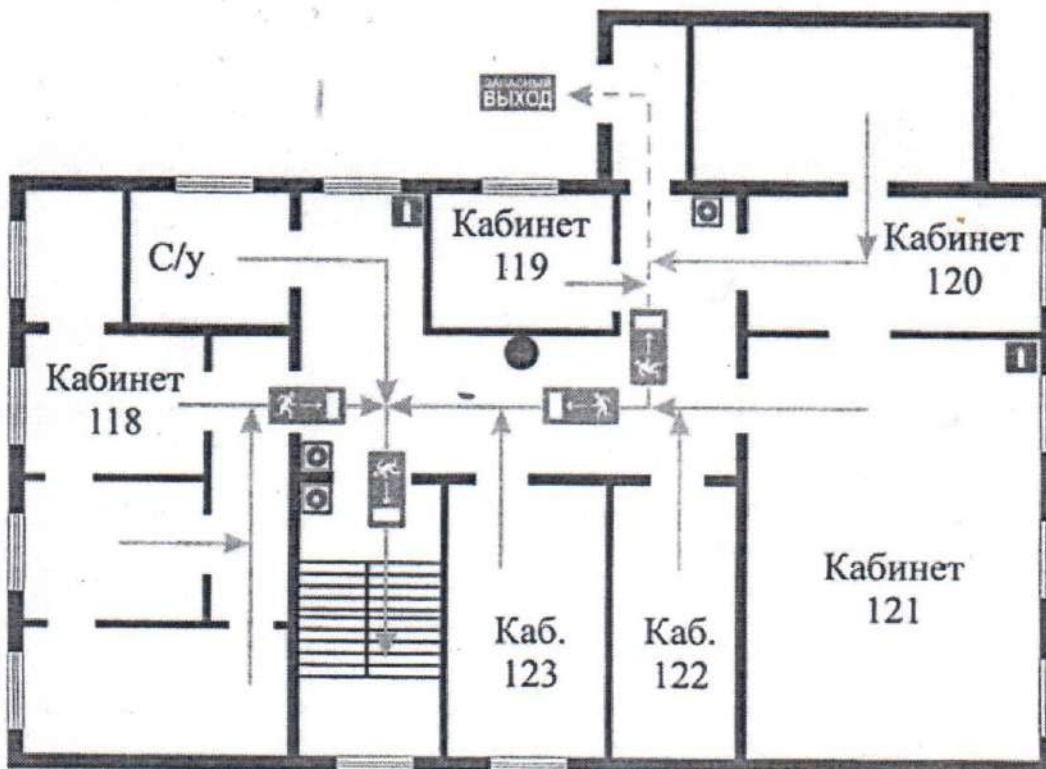 ЗАПАСНЫЙ
ВЫХОД
С/у
Кабинет
119
Кабинет
120
Кабинет
118
Кабинет
121
Каб.
123
Каб.
122